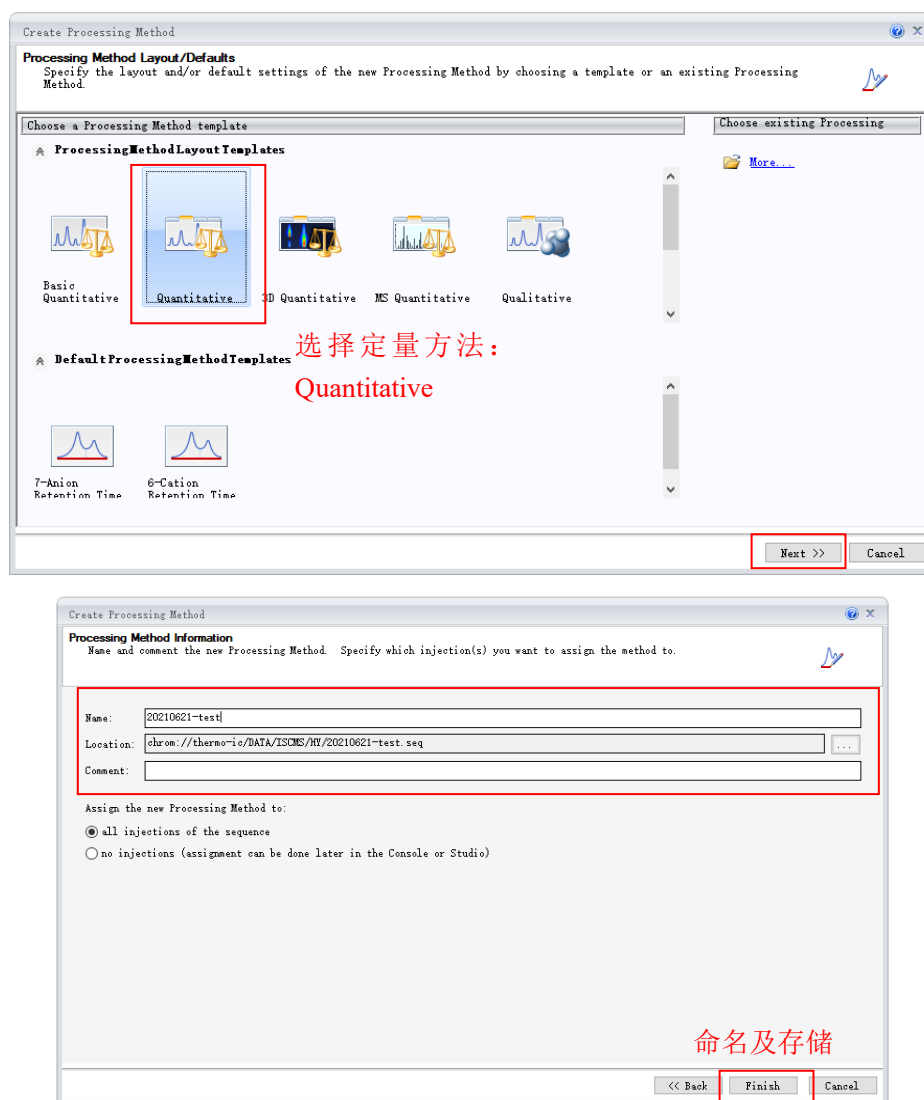 Create Processing Method
Processing Method Layout/Defaults
Specify the layout and/or default settings of the new Processing Method by choosing a template or an existing Processing
Method.
Choose a Processing Method template
Choose existing Processing
ProcessingMethodLayoutTemplates
More...
Basic
Quantitative
Quantitative
3D Quantitative
MS Quantitative
Qualitative
选择定量方法：
Quantitative
DefaultProcessingMethodTemplates
7-Anion
Retention Time
6-Cation
Retention Time
Next >>
Cancel
Create Processing Method
Processing Method Information
Name and comment the new Processing Method. Specify which injection(s) you want to assign the method to.
Name:
20210621-test
Location:
chrom://thermo-ic/DATA/ISCMS/HY/20210621-test.seq
...
Comment:
Assign the new Processing Method to:
all injections of the sequence
no injections (assignment can be done later in the Console or Studio)
命名及存储
<< Back
Finish
Cancel